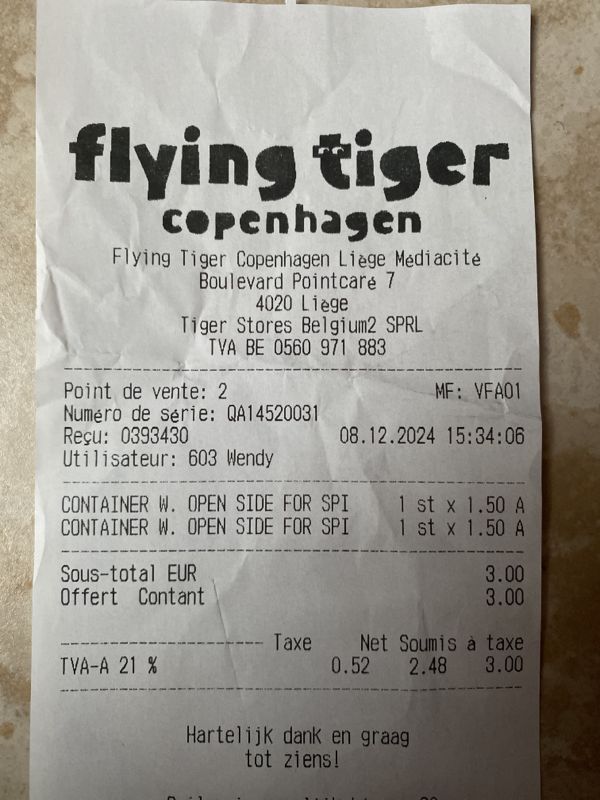 flying tiger
copenhagen
Flying Tiger Copenhagen Liège Médiacité
Boulevard Pointcaré 7
4020 Liège
Tiger Stores Belgium2 SPRL
TVA BE 0560 971 883
Point de vente: 2 MF: VFA01
Numéro de série: QA14520031
Reçu: 0393430 08.12.2024 15:34:06
Utilisateur: 603 Wendy
CONTAINER W. OPEN SIDE FOR SPI 1 st x 1.50 A
CONTAINER W. OPEN SIDE FOR SPI 1 st x 1.50 A
Sous-total EUR 3.00
Offert Contant 3.00
Taxe Net Soumis à taxe
TVA-A 21 % 0.52 2.48 3.00
Hartelijk dank en graag
tot ziens!